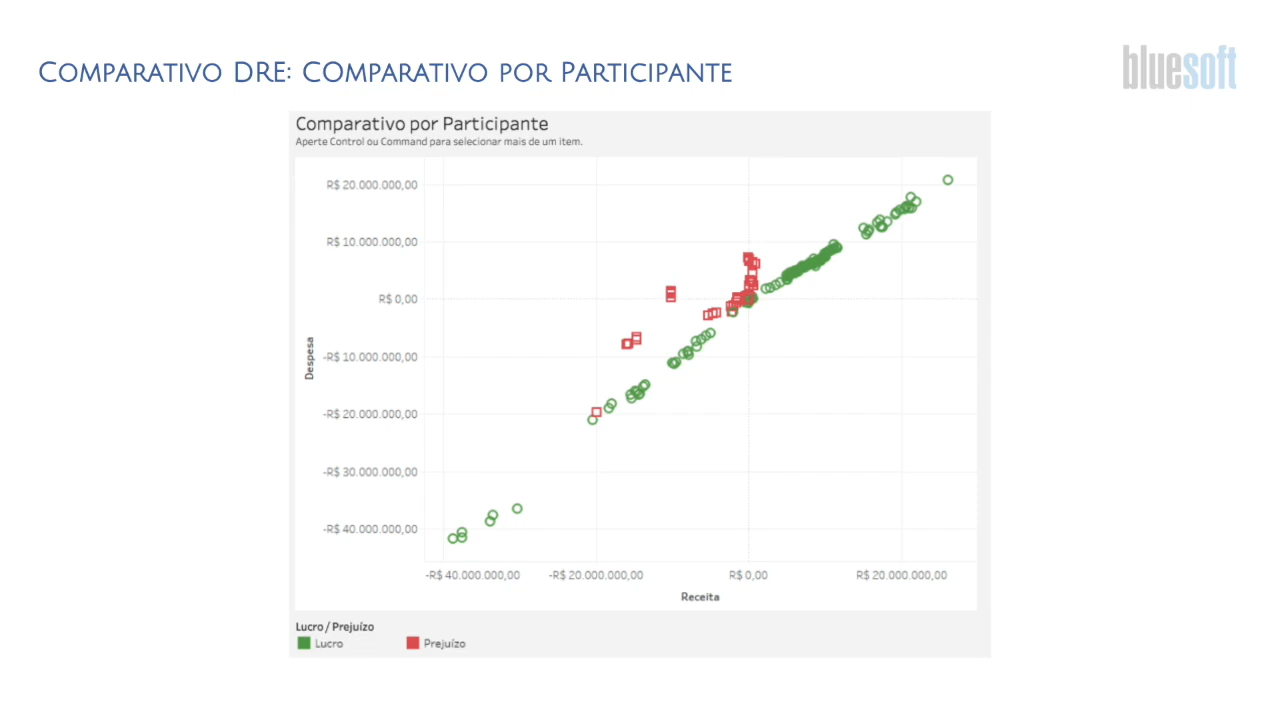 Comparativo DRE: COmparativo por Participante
bluesoft
Comparativo por Participante
Aperte Control ou Command para selecionar mais de um item.
R$ 20.000.000,00
R$ 10.000.000,00
R$ 0,00
-R$ 10.000.000,00
-R$ 20.000.000,00
-R$ 30.000.000,00
-R$ 40.000.000,00
Despesa
-R$ 40.000.000,00
-R$ 20.000.000,00
R$ 0,00
R$ 20.000.000,00
Receita
Lucro / Prejuízo
Lucro
Prejuízo